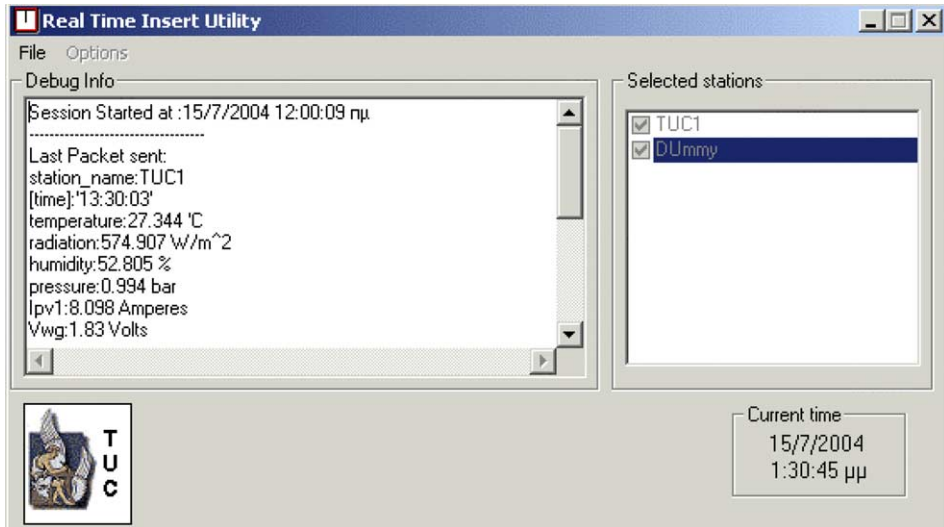 Real Time Insert Utility
File Options
Debug Info
Session Started at :15/7/2004 12:00:09 πμ
-----------------------------------
Last Packet sent:
station_name:TUC1
[time]:'13:30:03'
temperature:27.344 'C
radiation:574.907 W/m^2
humidity:52.805 %
pressure:0.994 bar
Ipv1:8.098 Amperes
Vwg:1.83 Volts
Selected stations
TUC1
DUmmy
T
U
C
Current time
15/7/2004
1:30:45 μμ